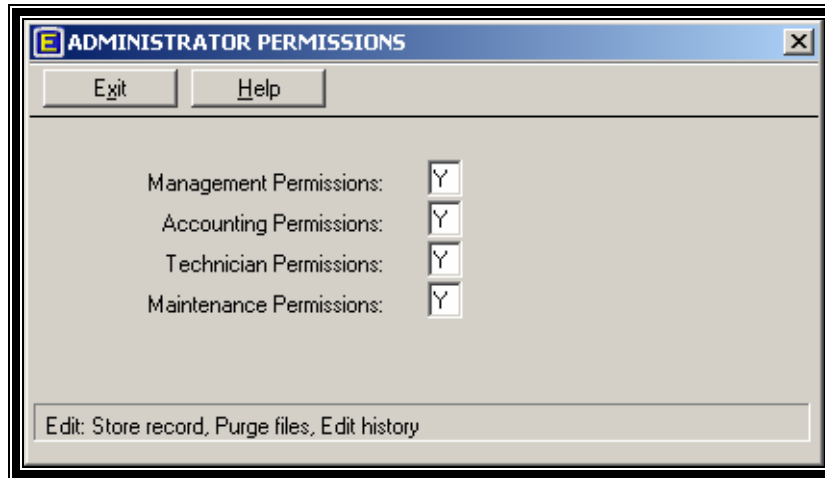 E ADMINISTRATOR PERMISSIONS
Exit Help
Management Permissions: Y
Accounting Permissions: Y
Technician Permissions: Y
Maintenance Permissions: Y
Edit: Store record, Purge files, Edit history